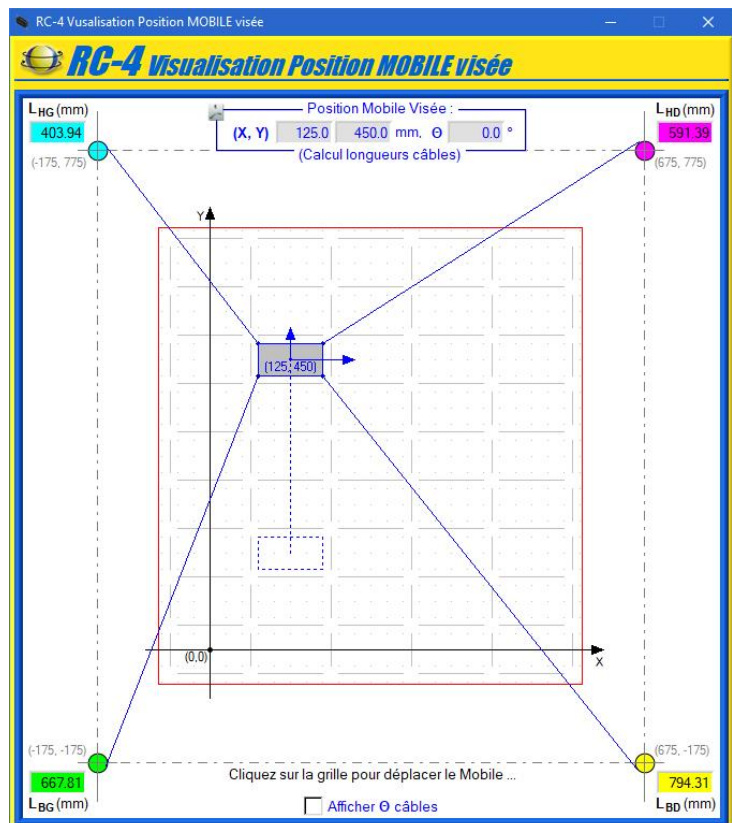 RC-4 Vusalisation Position MOBILE visée
RC-4 Visualisation Position MOBILE visée
LHG (mm)
403.94
(-175, 775)
Position Mobile Visée :
(X, Y) 125.0 450.0 mm, Θ 0.0 °
(Calcul longueurs câbles)
LHD (mm)
591.39
(675, 775)
Y
(125, 450)
(0,0)
X
(-175, -175)
667.81
LBG (mm)
Cliquez sur la grille pour déplacer le Mobile ...
Afficher Θ câbles
(675, -175)
794.31
LBD (mm)